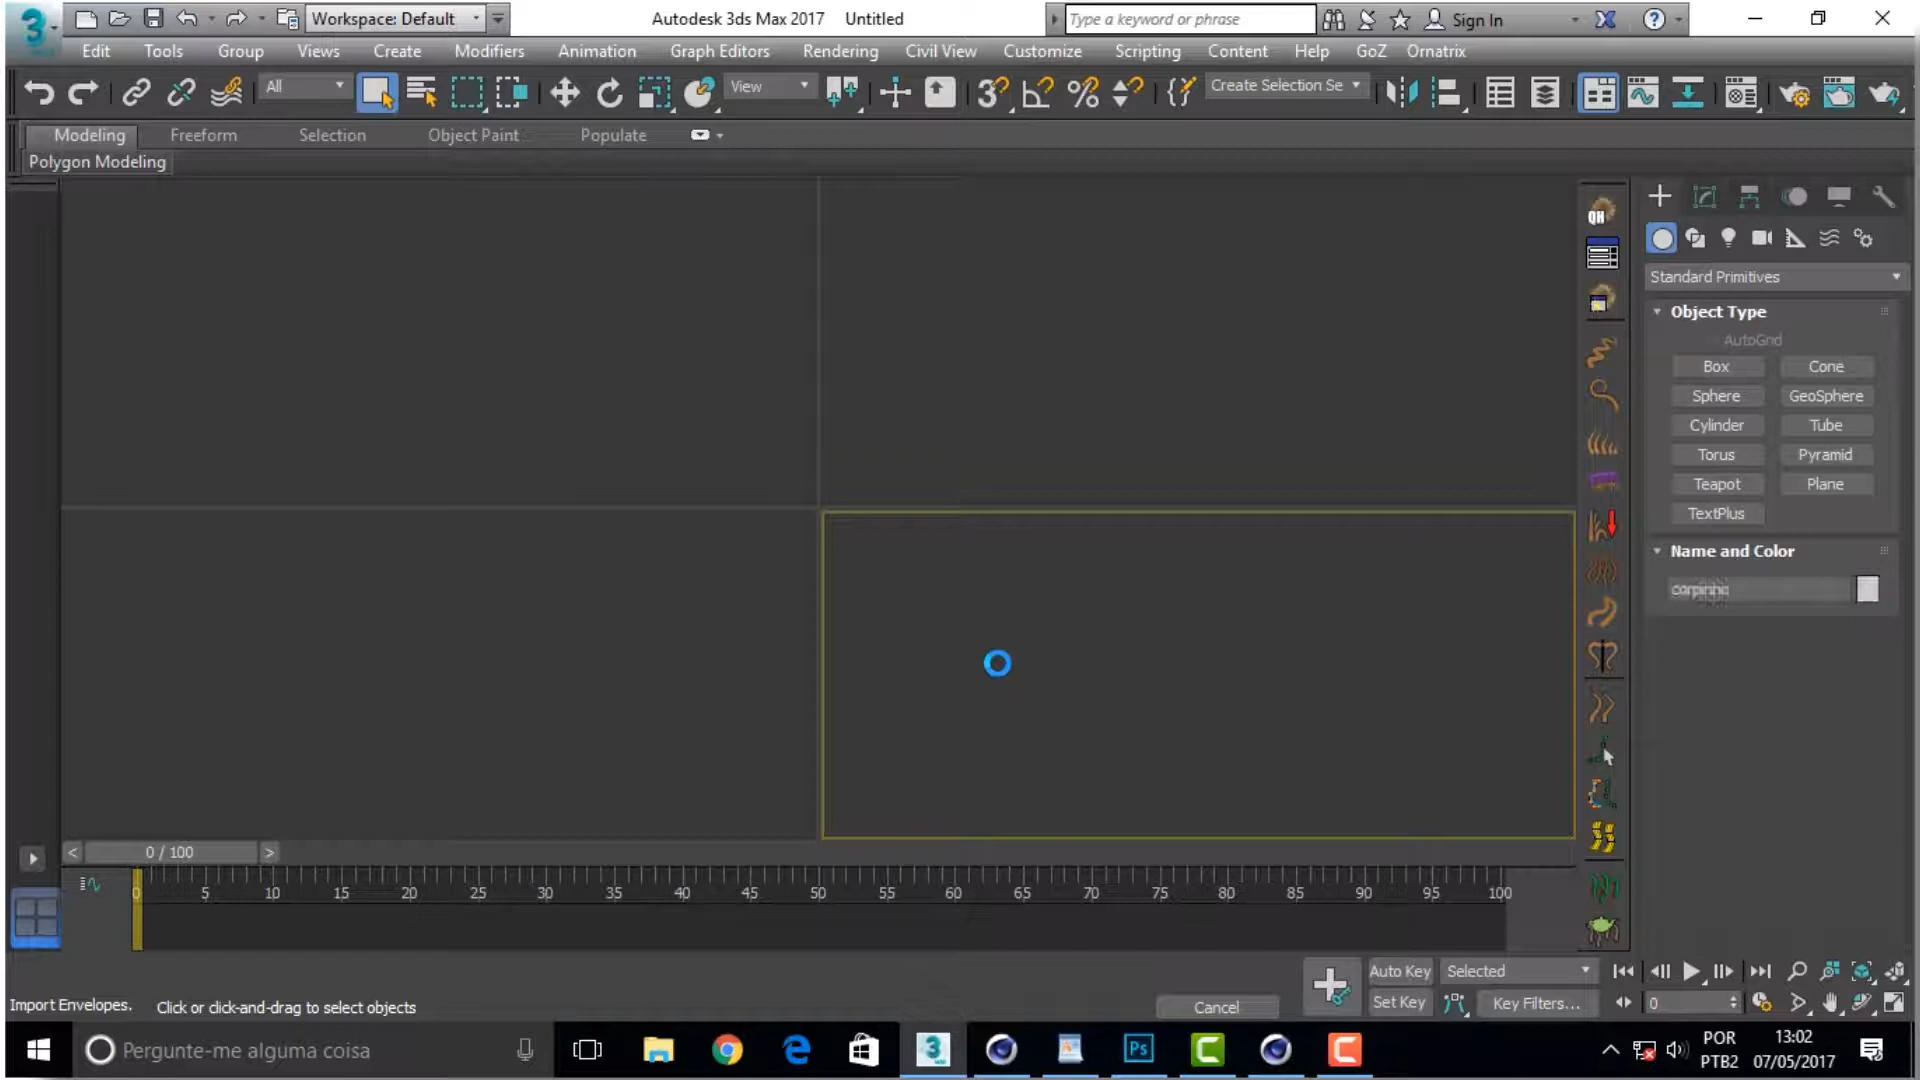 Workspace: Default
Autodesk 3ds Max 2017 Untitled
Type a keyword or phrase
Sign In
Edit Tools Group Views Create Modifiers Animation Graph Editors Rendering Civil View Customize Scripting Content Help GoZ Ornatrix
All
View
Create Selection Se
Modeling Freeform Selection Object Paint Populate
Polygon Modeling
QH
Standard Primitives
Object Type
AutoGrid
Box Cone
Sphere GeoSphere
Cylinder Tube
Torus Pyramid
Teapot Plane
TextPlus
Name and Color
< 0 / 100 >
0 5 10 15 20 25 30 35 40 45 50 55 60 65 70 75 80 85 90 95 100
Auto Key Selected
Set Key Key Filters... 0
Import Envelopes. Click or click-and-drag to select objects Cancel
Pergunte-me alguma coisa
Ps
POR 13:02
PTB2 07/05/2017